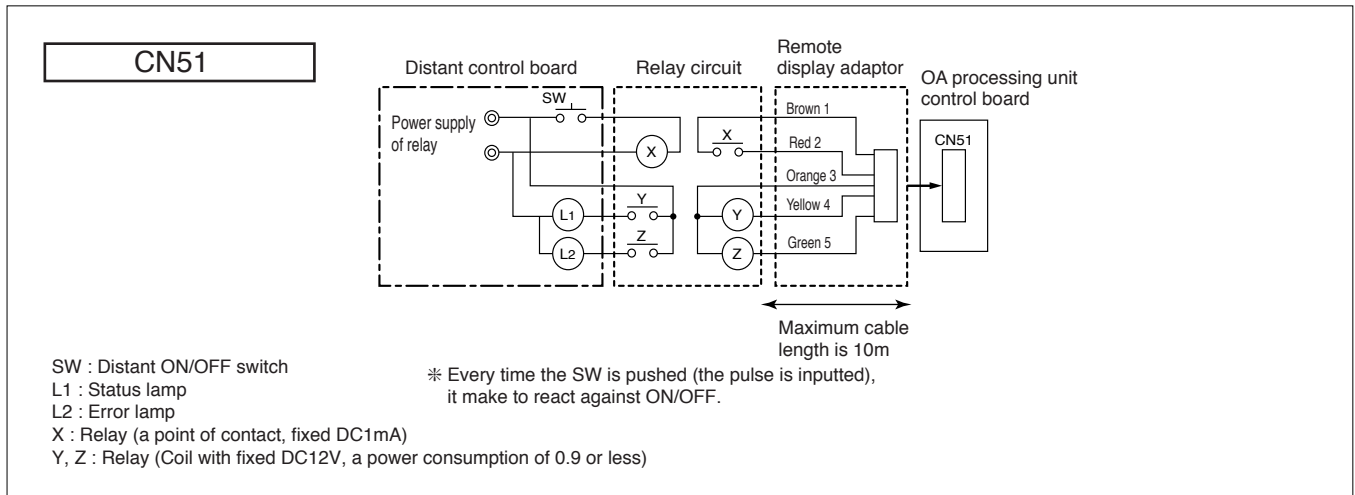 CN51
Distant control board
Relay circuit
Remote
display adaptor
OA processing unit
control board
Power supply
of relay
SW
X
X
Brown 1
Red 2
Orange 3
Yellow 4
Green 5
CN51
L1
Y
Y
L2
Z
Z
Maximum cable
length is 10m
SW : Distant ON/OFF switch
L1 : Status lamp
L2 : Error lamp
X : Relay (a point of contact, fixed DC1mA)
Y, Z : Relay (Coil with fixed DC12V, a power consumption of 0.9 or less)
❈ Every time the SW is pushed (the pulse is inputted),
it make to react against ON/OFF.